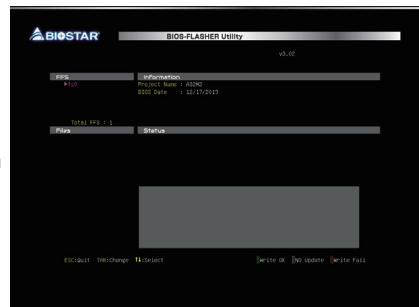 BIOSTAR
BIOS-FLASHER Utility
v3.02
FFS
Information
fs0
Project Name : A32M2
BIOS Date : 12/17/2019
Total FFS : 1
Files
Status
ESC:Quit TAB:Change ↑↓:Select
Write OK NO Update Write Fail